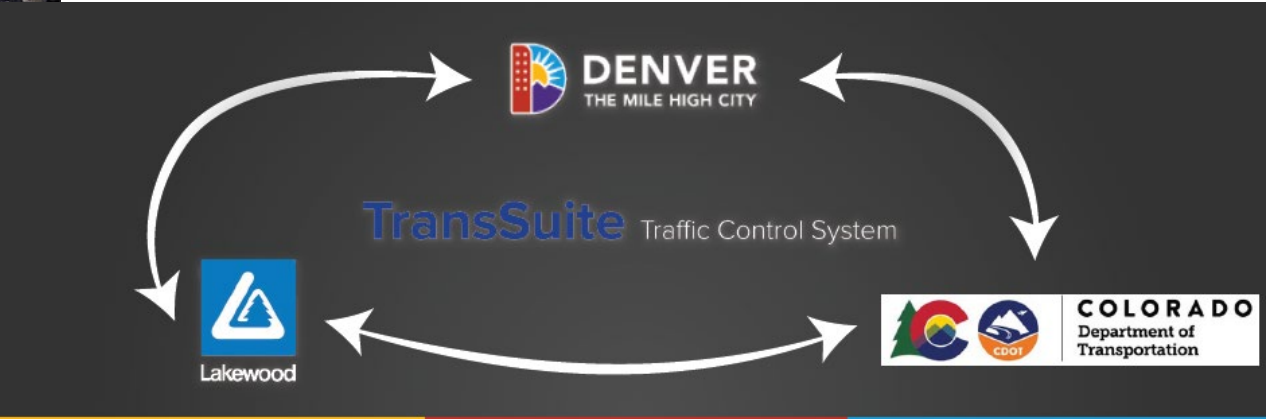 DENVER
THE MILE HIGH CITY
TransSuite Traffic Control System
Lakewood
CDOT
COLORADO
Department of
Transportation